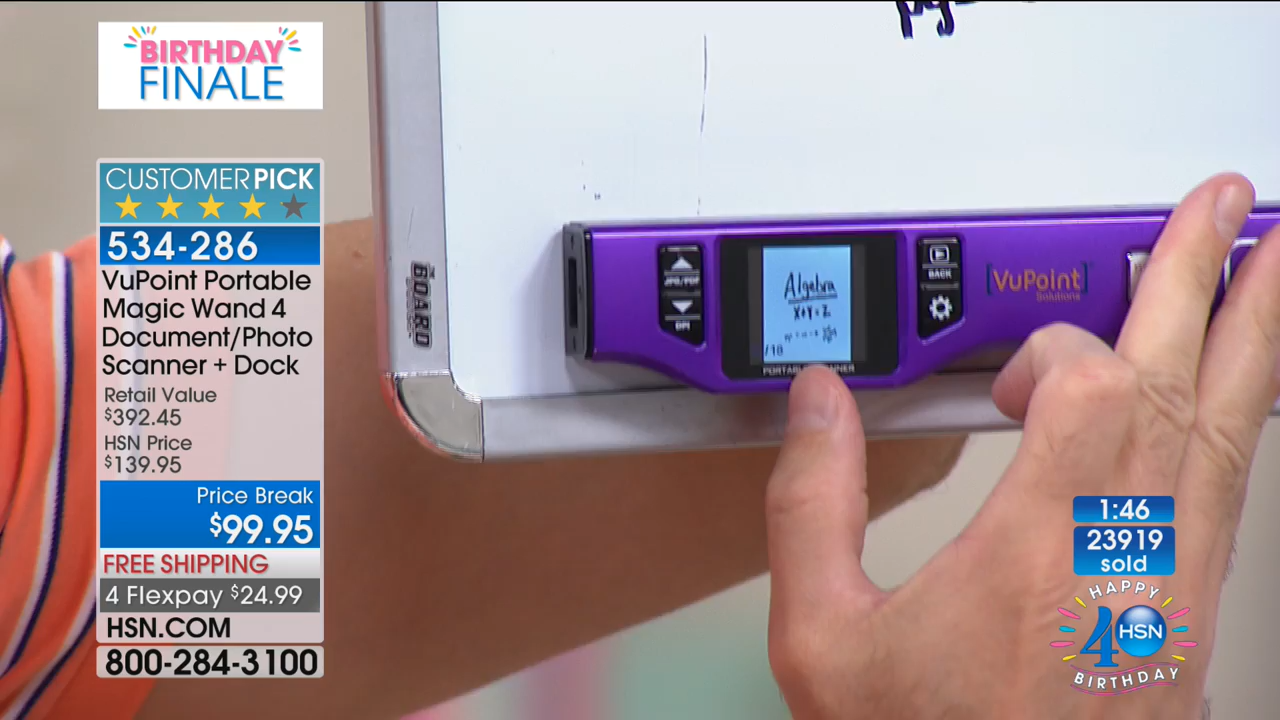 BIRTHDAY
FINALE
CUSTOMER PICK
534-286
VuPoint Portable
Magic Wand 4
Document/Photo
Scanner + Dock
Retail Value
$392.45
HSN Price
$139.95
Price Break
$99.95
FREE SHIPPING
4 Flexpay $24.99
HSN.COM
800-284-3100
BOARD
JPG/PDF
DPI
Algebra
x+y=z
/18
PORTABLE SCANNER
BACK
[VuPoint]
Solutions
1:46
23919
sold
HAPPY
40
HSN
BIRTHDAY